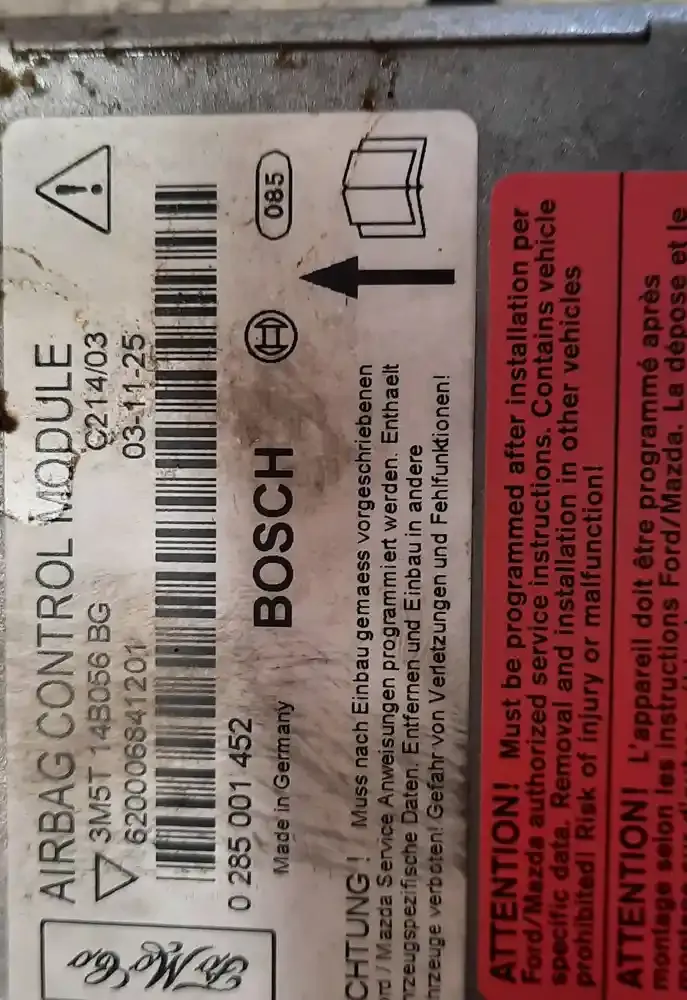 FoMoCo
AIRBAG CONTROL MODULE
3M5T 14B056 BG
C214/03
620006841201
03-11-25
0 285 001 452
BOSCH
085
Made in Germany
CHTUNG! Muss nach Einbau gemaess vorgeschriebenen
rd / Mazda Service Anweisungen programmiert werden. Enthaelt
rzeugspezifische Daten. Entfernen und Einbau in andere
hrzeuge verboten! Gefahr von Verletzungen und Fehlfunktionen!
ATTENTION! Must be programmed after installation per
Ford/Mazda authorized service instructions. Contains vehicle
specific data. Removal and installation in other vehicles
prohibited! Risk of injury or malfunction!
ATTENTION! L'appareil doit être programmé après
montage selon les instructions Ford/Mazda. La dépose et le